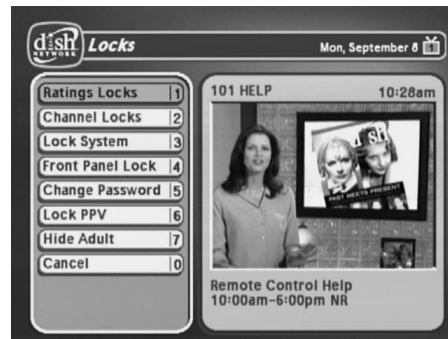 dish
NETWORK
Locks
Mon, September 8
1
Ratings Locks 1
Channel Locks 2
Lock System 3
Front Panel Lock 4
Change Password 5
Lock PPV 6
Hide Adult 7
Cancel 0
101 HELP 10:28am
dish
PAST MEETS PRESENT
Remote Control Help
10:00am-6:00pm NR